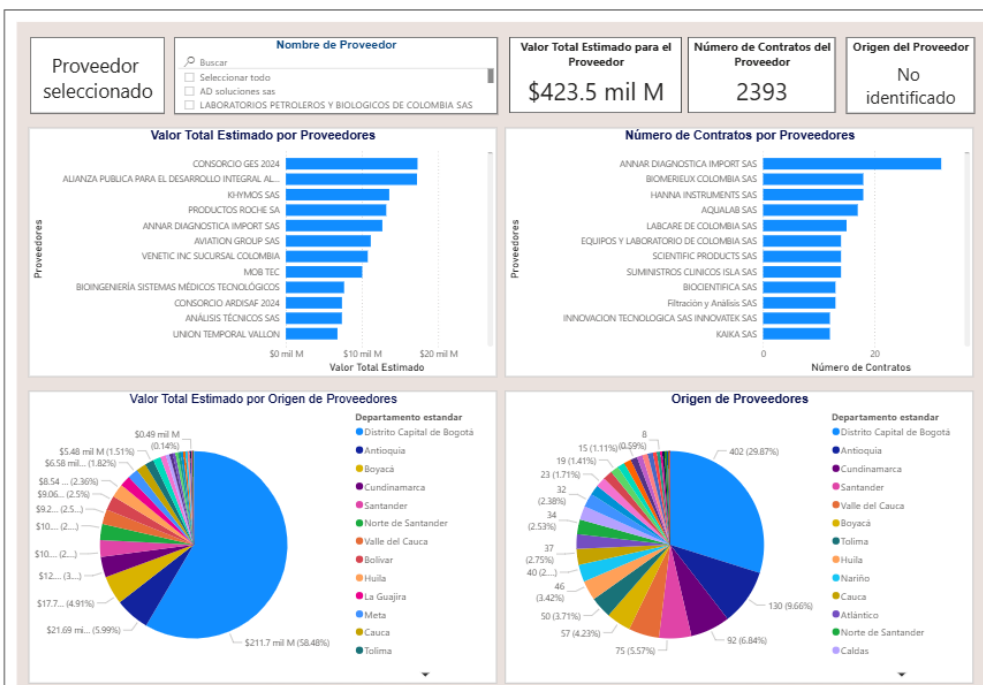 Proveedor
seleccionado
Nombre de Proveedor
Buscar
Seleccionar todo
AD soluciones sas
LABORATORIOS PETROLEROS Y BIOLOGICOS DE COLOMBIA SAS
Valor Total Estimado para el
Proveedor
$423.5 mil M
Número de Contratos del
Proveedor
2393
Origen del Proveedor
No
identificado
Valor Total Estimado por Proveedores
Proveedores
CONSORCIO GES 2024
ALIANZA PUBLICA PARA EL DESARROLLO INTEGRAL AL...
KHYMOS SAS
PRODUCTOS ROCHE SA
ANNAR DIAGNOSTICA IMPORT SAS
AVIATION GROUP SAS
VENETIC INC SUCURSAL COLOMBIA
MOB TEC
BIOINGENIERÍA SISTEMAS MÉDICOS TECNOLÓGICOS
CONSORCIO ARDISAF 2024
ANÁLISIS TÉCNICOS SAS
UNION TEMPORAL VALLON
$0 mil M $10 mil M $20 mil M
Valor Total Estimado
Número de Contratos por Proveedores
Proveedores
ANNAR DIAGNOSTICA IMPORT SAS
BIOMERIEUX COLOMBIA SAS
HANNA INSTRUMENTS SAS
AQUALAB SAS
LABCARE DE COLOMBIA SAS
EQUIPOS Y LABORATORIO DE COLOMBIA SAS
SCIENTIFIC PRODUCTS SAS
SUMINISTROS CLINICOS ISLA SAS
BIOCIENTIFICA SAS
Filtración y Análisis SAS
INNOVACION TECNOLOGICA SAS INNOVATEK SAS
KAIKA SAS
0 20
Número de Contratos
Valor Total Estimado por Origen de Proveedores
$0.49 mil M
(0.14%)
$5.48 mil M (1.51%)
$6.58 mil... (1.82%)
$8.54 ... (2.36%)
$9.06... (2.5%)
$9.2... (2.5...)
$10... (2....)
$10... (2....)
$12... (3....)
$17.7... (4.91%)
$21.69 mi... (5.99%)
$211.7 mil M (58.48%)
Departamento estandar
Distrito Capital de Bogotá
Antioquia
Boyacá
Cundinamarca
Santander
Norte de Santander
Valle del Cauca
Bolívar
Huila
La Guajira
Meta
Cauca
Tolima
Origen de Proveedores
8
15 (1.11%)
(0.59%)
19 (1.41%)
23 (1.71%)
32
(2.38%)
34
(2.53%)
37
(2.75%)
40 (2....)
46
(3.42%)
50 (3.71%)
57 (4.23%)
75 (5.57%)
92 (6.84%)
130 (9.66%)
402 (29.87%)
Departamento estandar
Distrito Capital de Bogotá
Antioquia
Cundinamarca
Santander
Valle del Cauca
Boyacá
Tolima
Huila
Nariño
Cauca
Atlántico
Norte de Santander
Caldas